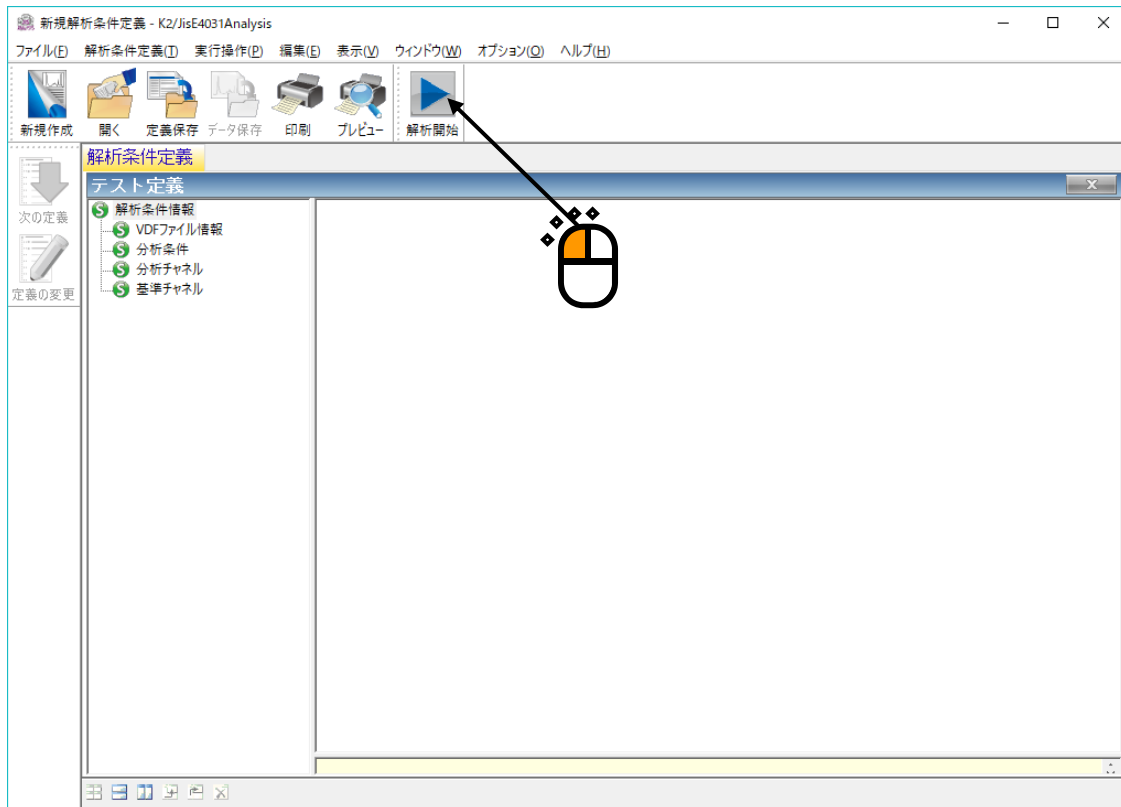 新規解析条件定義 - K2/JisE4031Analysis
ファイル(F) 解析条件定義(T) 実行操作(P) 編集(E) 表示(V) ウィンドウ(W) オプション(O) ヘルプ(H)
新規作成 開く 定義保存 データ保存 印刷 プレビュー 解析開始
解析条件定義
テスト定義
次の定義
定義の変更
解析条件情報
VDFファイル情報
分析条件
分析チャネル
基準チャネル